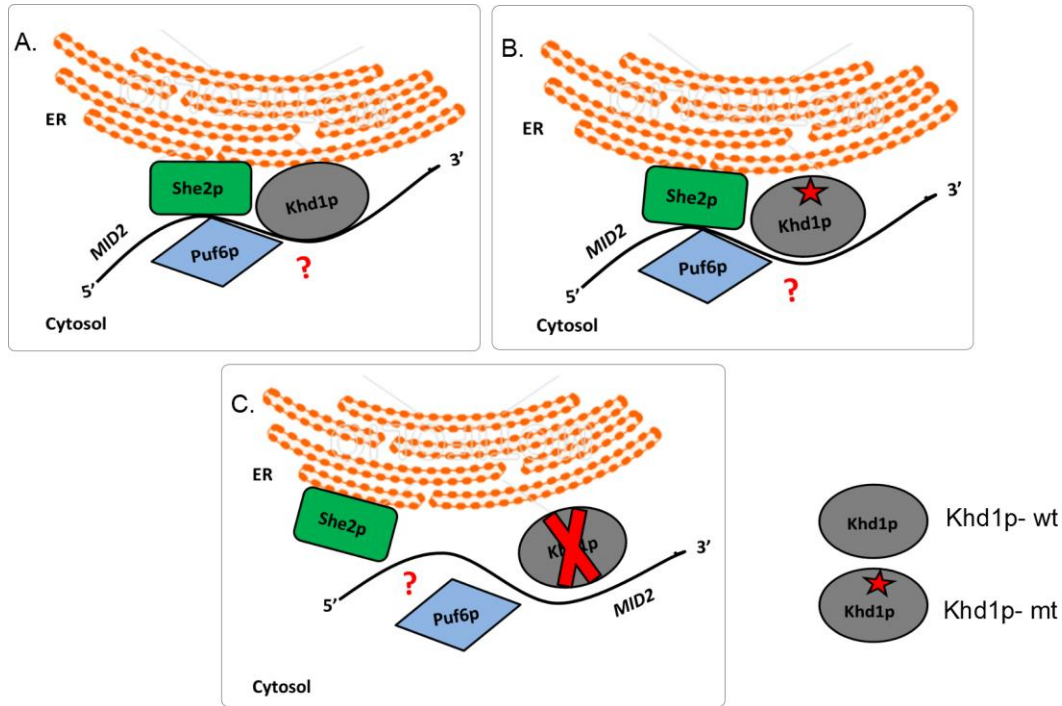 A.
ER
She2p
Khd1p
3’
MID2
Puf6p
?
5’
Cytosol
B.
ER
She2p
Khd1p
3’
MID2
Puf6p
?
5’
Cytosol
C.
ER
She2p
Khd1p
3’
?
5’
Puf6p
MID2
Cytosol
Khd1p
Khd1p- wt
Khd1p
Khd1p- mt